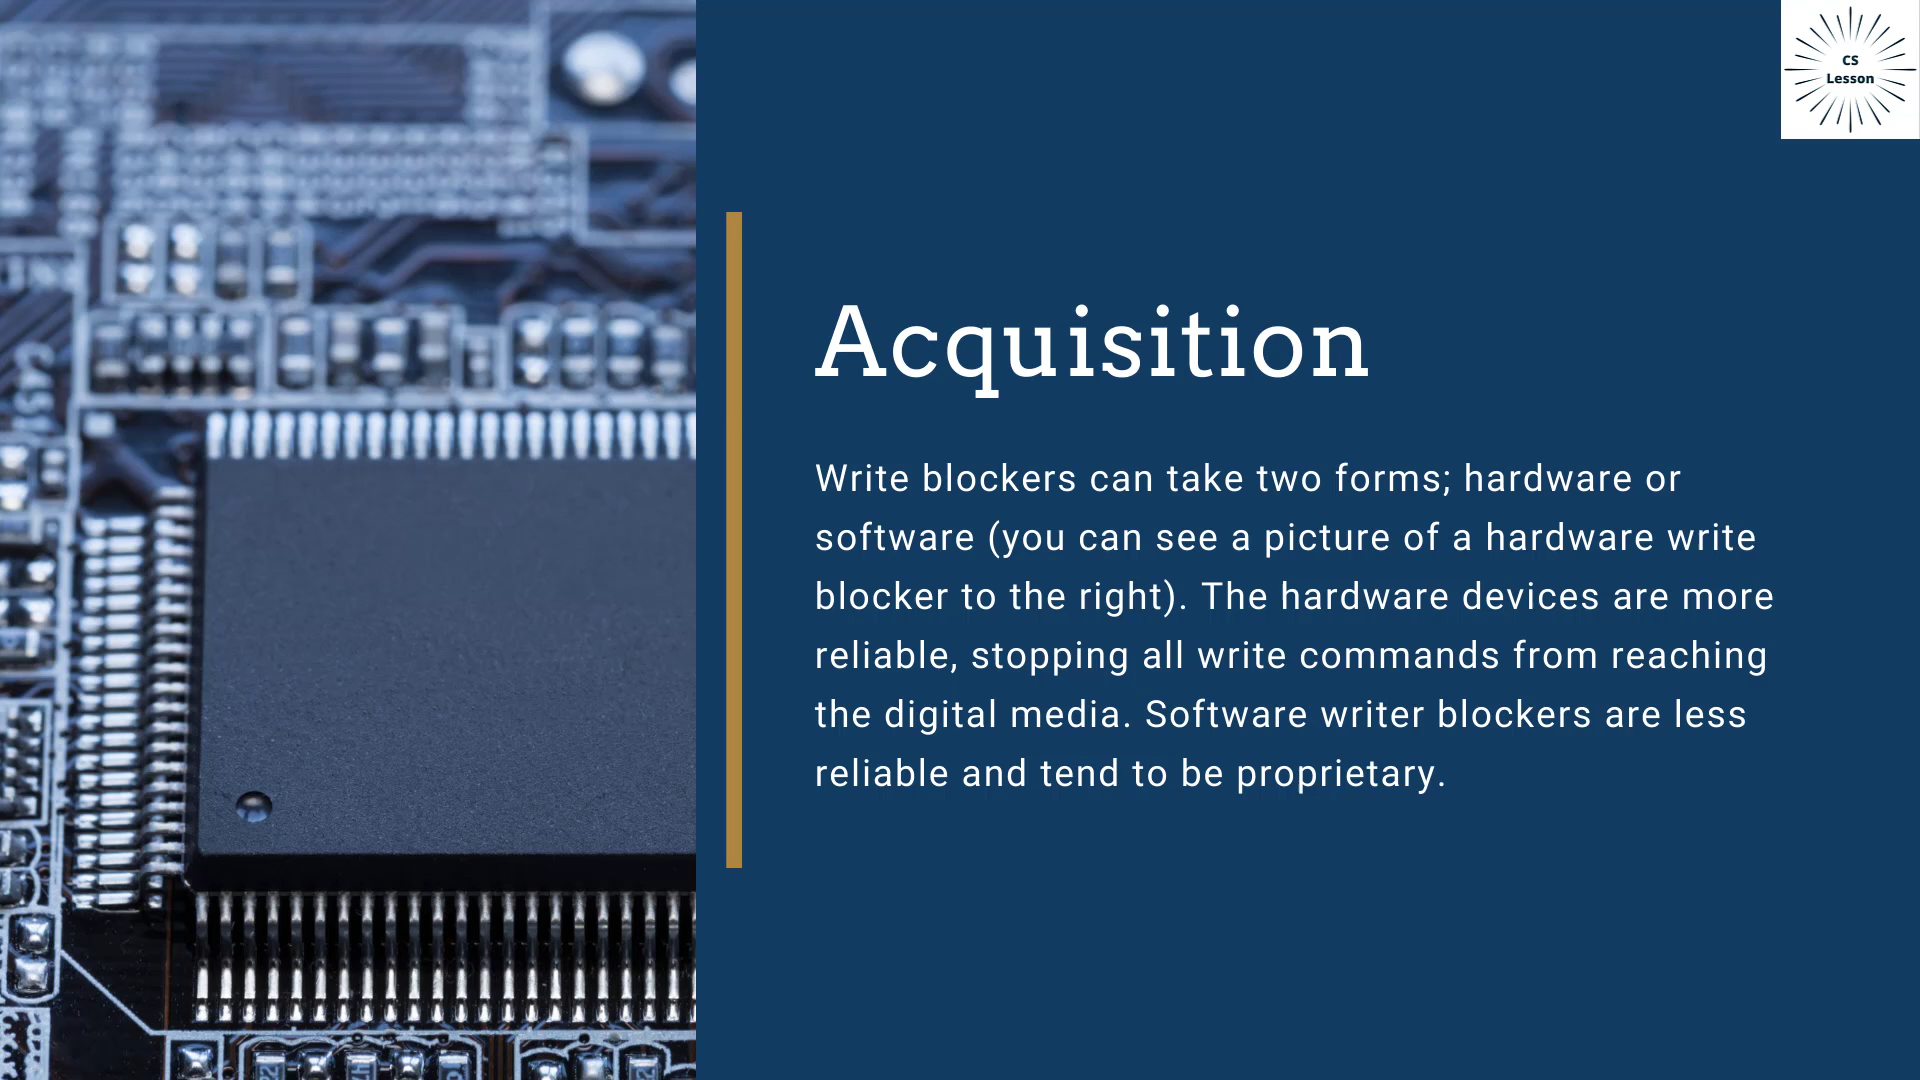 CS
Lesson
Acquisition
Write blockers can take two forms; hardware or
software (you can see a picture of a hardware write
blocker to the right). The hardware devices are more
reliable, stopping all write commands from reaching
the digital media. Software writer blockers are less
reliable and tend to be proprietary.